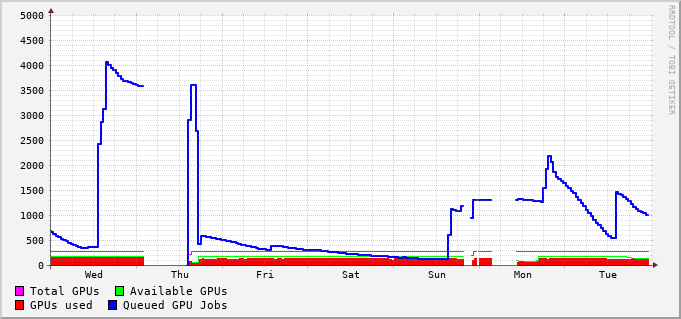 5000
4500
4000
3500
3000
2500
2000
1500
1000
500
0
Wed Thu Fri Sat Sun Mon Tue
Total GPUs Available GPUs
GPUs used Queued GPU Jobs
RRDTOOL / TOBI OETIKER